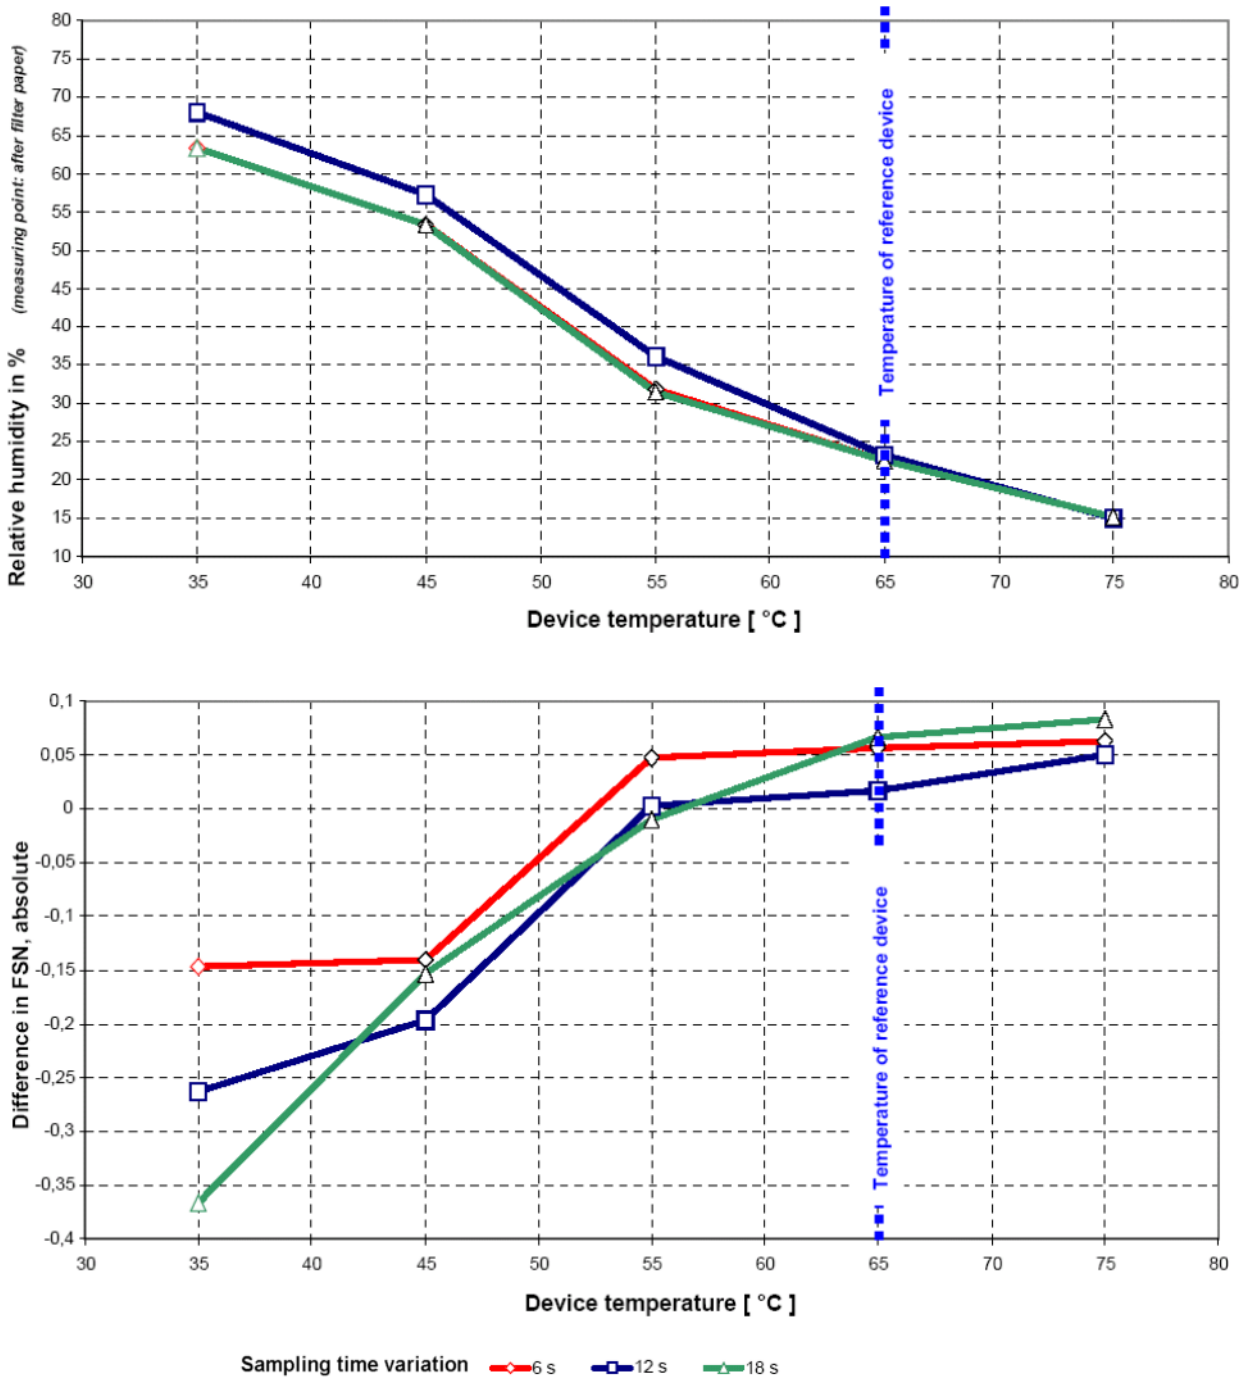 Relative humidity in % (measuring point: after filter paper)
80
75
70
65
60
55
50
45
40
35
30
25
20
15
10
Temperature of reference device
30 35 40 45 50 55 60 65 70 75 80
Device temperature [ °C ]
Difference in FSN, absolute
0,1
0,05
0
-0,05
-0,1
-0,15
-0,2
-0,25
-0,3
-0,35
-0,4
Temperature of reference device
30 35 40 45 50 55 60 65 70 75 80
Device temperature [ °C ]
Sampling time variation 6 s 12 s 18 s